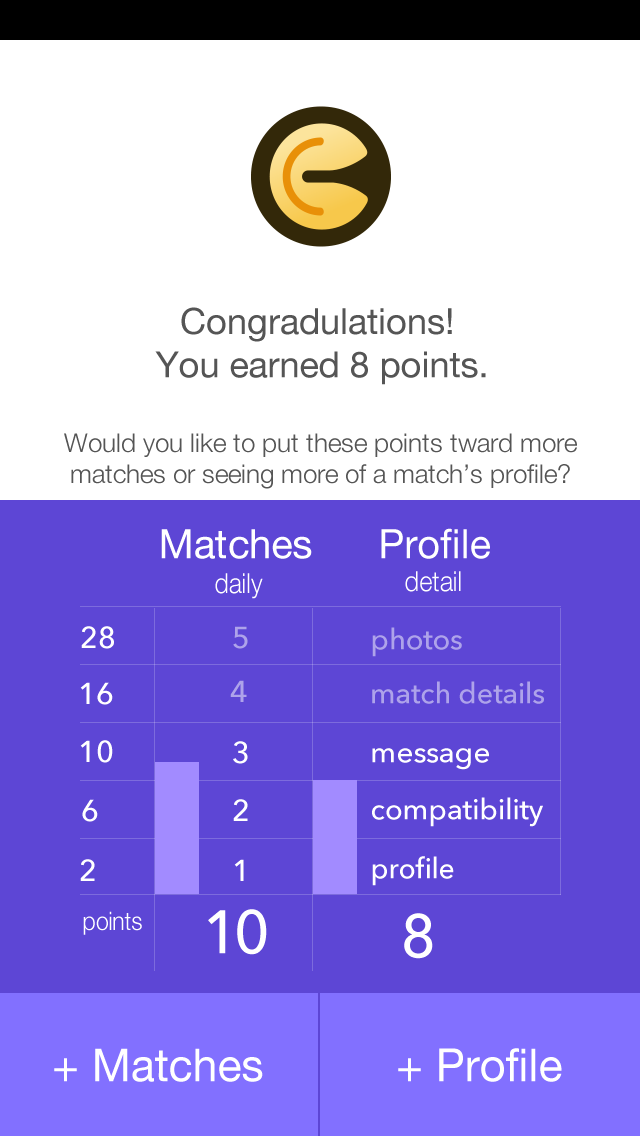 Congradulations!
You earned 8 points.
Would you like to put these points tward more
matches or seeing more of a match's profile?
Matches Profile
daily detail
28 5 photos
16 4 match details
10 3 message
6 2 compatibility
2 1 profile
points 10 8
+ Matches + Profile